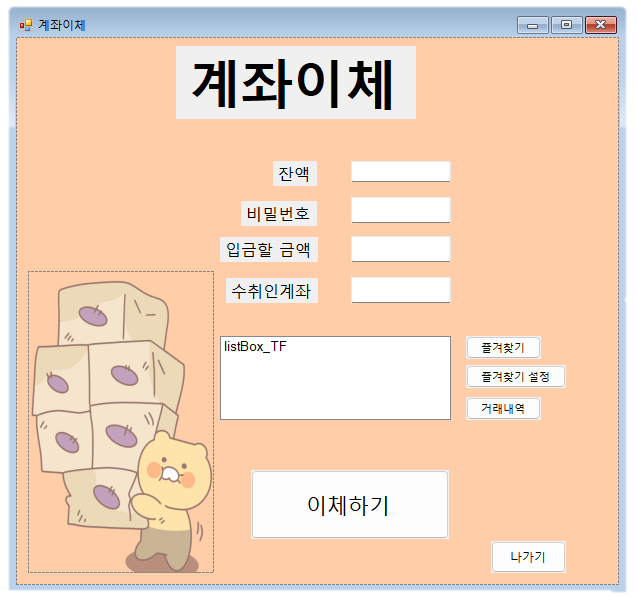 계좌이체
계좌이체
잔액
비밀번호
입금할 금액
수취인계좌
listBox_TF
즐겨찾기
즐겨찾기 설정
거래내역
이체하기
나가기